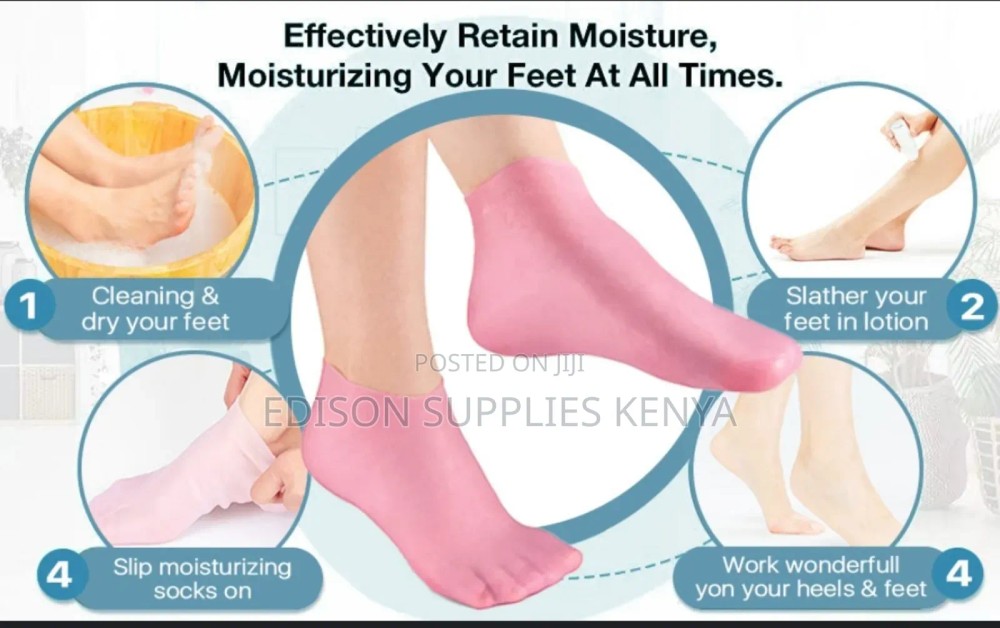 Effectively Retain Moisture,
Moisturizing Your Feet At All Times.
1
Cleaning &
dry your feet
2
Slather your
feet in lotion
POSTED ON JIJI
EDISON SUPPLIES KENYA
4
Slip moisturizing
socks on
4
Work wonderfull
yon your heels & feet